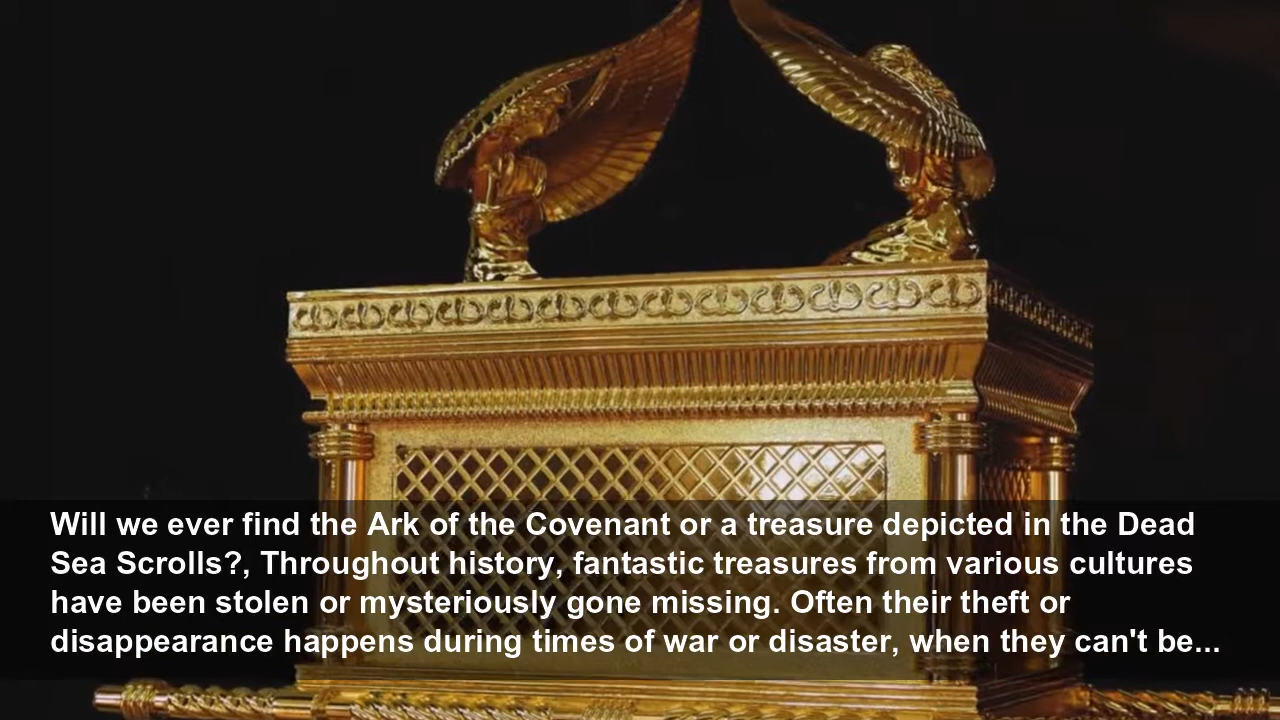 Will we ever find the Ark of the Covenant or a treasure depicted in the Dead
Sea Scrolls?, Throughout history, fantastic treasures from various cultures
have been stolen or mysteriously gone missing. Often their theft or
disappearance happens during times of war or disaster, when they can't be...